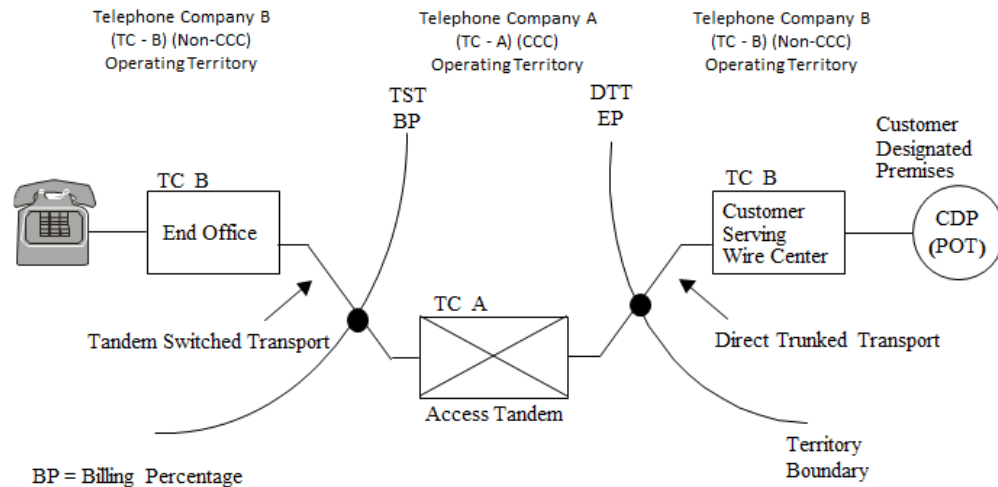 Telephone Company B
(TC - B) (Non-CCC)
Operating Territory
Telephone Company A
(TC - A) (CCC)
Operating Territory
Telephone Company B
(TC - B) (Non-CCC)
Operating Territory
TST
BP
DTT
EP
Customer
Designated
Premises
TC B
End Office
TC B
Customer
Serving
Wire Center
CDP
(POT)
TC A
Tandem Switched Transport
Direct Trunked Transport
Access Tandem
Territory
Boundary
BP = Billing Percentage